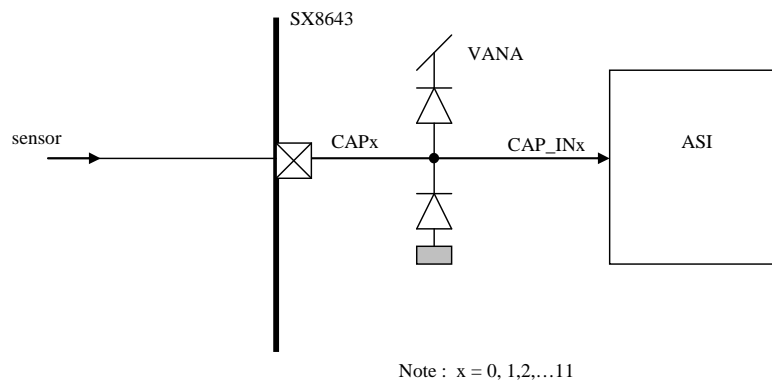 SX8643
VANA
sensor
CAPx
CAP_INx
ASI
Note : x = 0, 1,2,…11